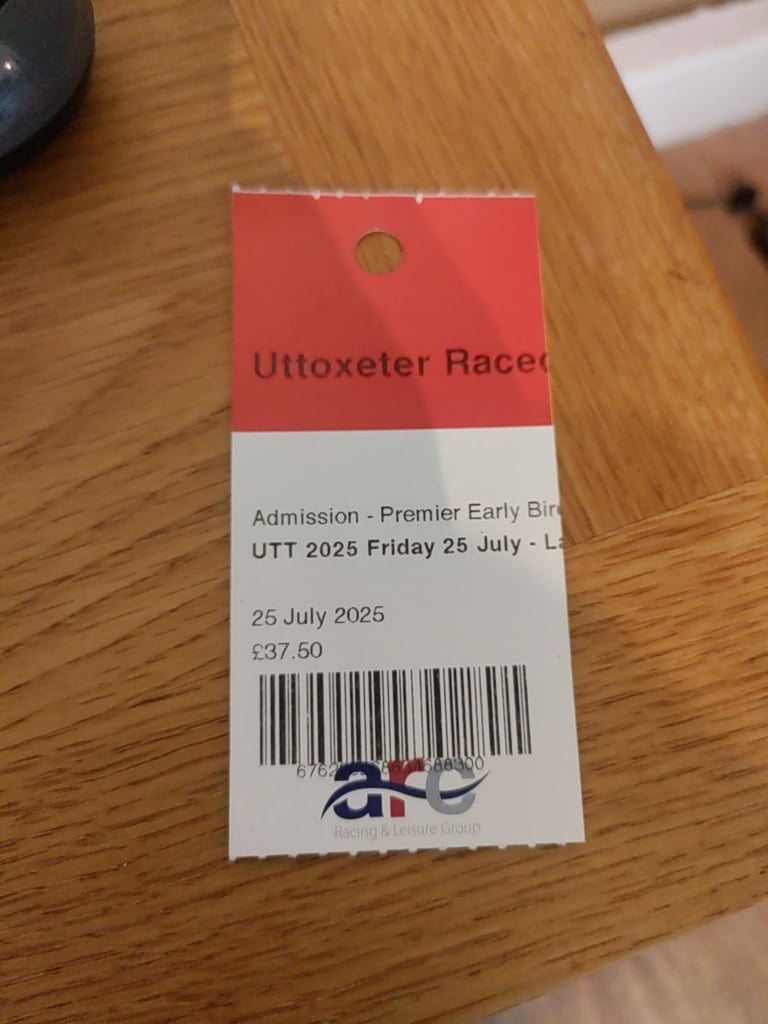 Uttoxeter Racec
Admission - Premier Early Bir
UTT 2025 Friday 25 July - La
25 July 2025
£37.50
arc
Racing & Leisure Group